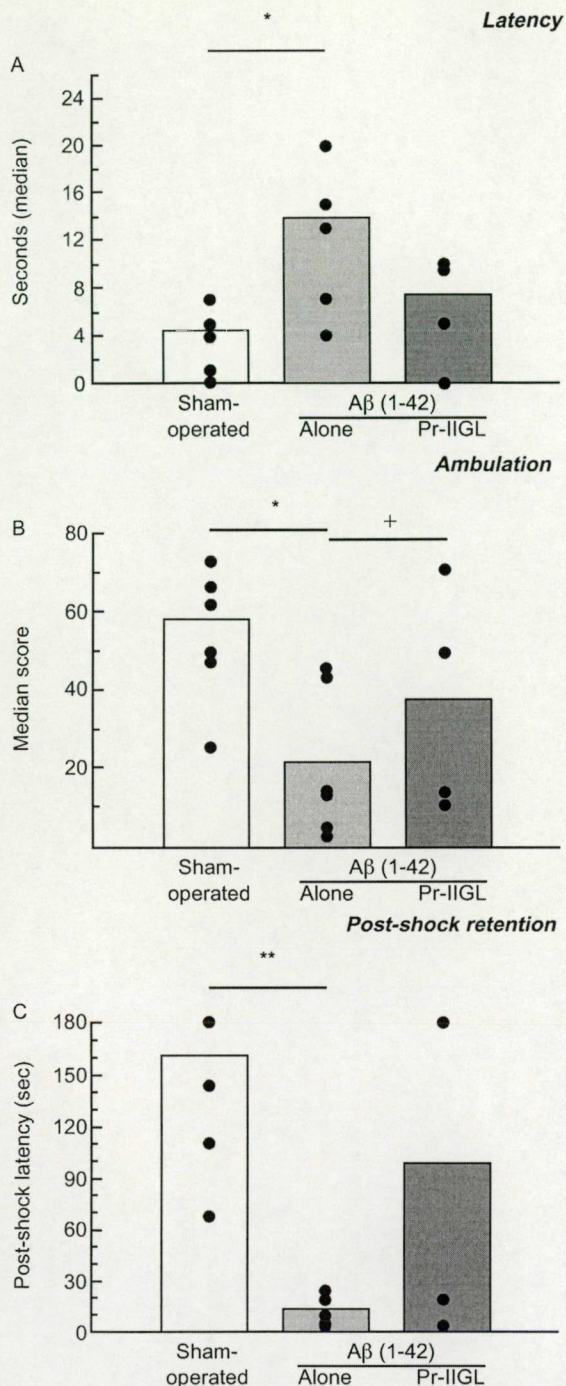 Latency
*
A
24
20
16
12
8
4
0
Seconds (median)
Sham-
operated
Aβ (1-42)
Alone Pr-IIGL
Ambulation
B
*
+
80
60
40
20
Median score
Sham-
operated
Aβ (1-42)
Alone Pr-IIGL
Post-shock retention
**
C
180
150
120
90
60
30
0
Post-shock latency (sec)
Sham-
operated
Aβ (1-42)
Alone Pr-IIGL